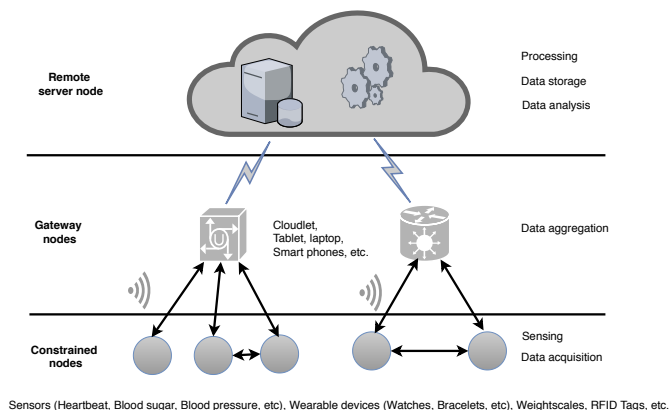 Remote
server node
Processing
Data storage
Data analysis
Gateway
nodes
U
Cloudlet,
Tablet, laptop,
Smart phones, etc.
Data aggregation
Constrained
nodes
Sensing
Data acquisition
Sensors (Heartbeat, Blood sugar, Blood pressure, etc), Wearable devices (Watches, Bracelets, etc), Weightscales, RFID Tags, etc.